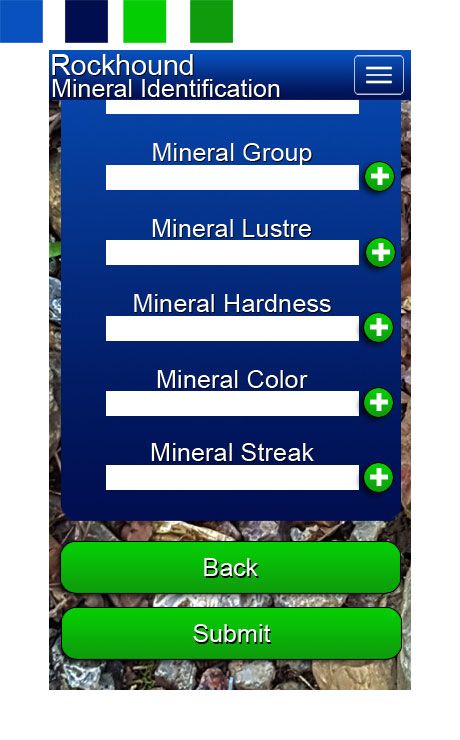 Rockhound
Mineral Identification
Mineral Group
Mineral Lustre
Mineral Hardness
Mineral Color
Mineral Streak
Back
Submit